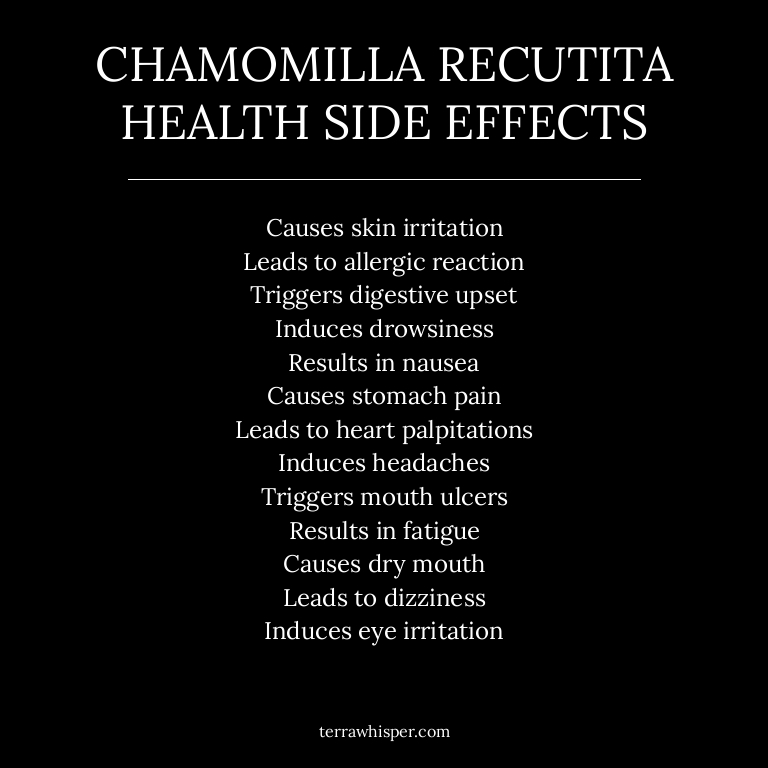 CHAMOMILLA RECUTITA
HEALTH SIDE EFFECTS
Causes skin irritation
Leads to allergic reaction
Triggers digestive upset
Induces drowsiness
Results in nausea
Causes stomach pain
Leads to heart palpitations
Induces headaches
Triggers mouth ulcers
Results in fatigue
Causes dry mouth
Leads to dizziness
Induces eye irritation
terrawhisper.com